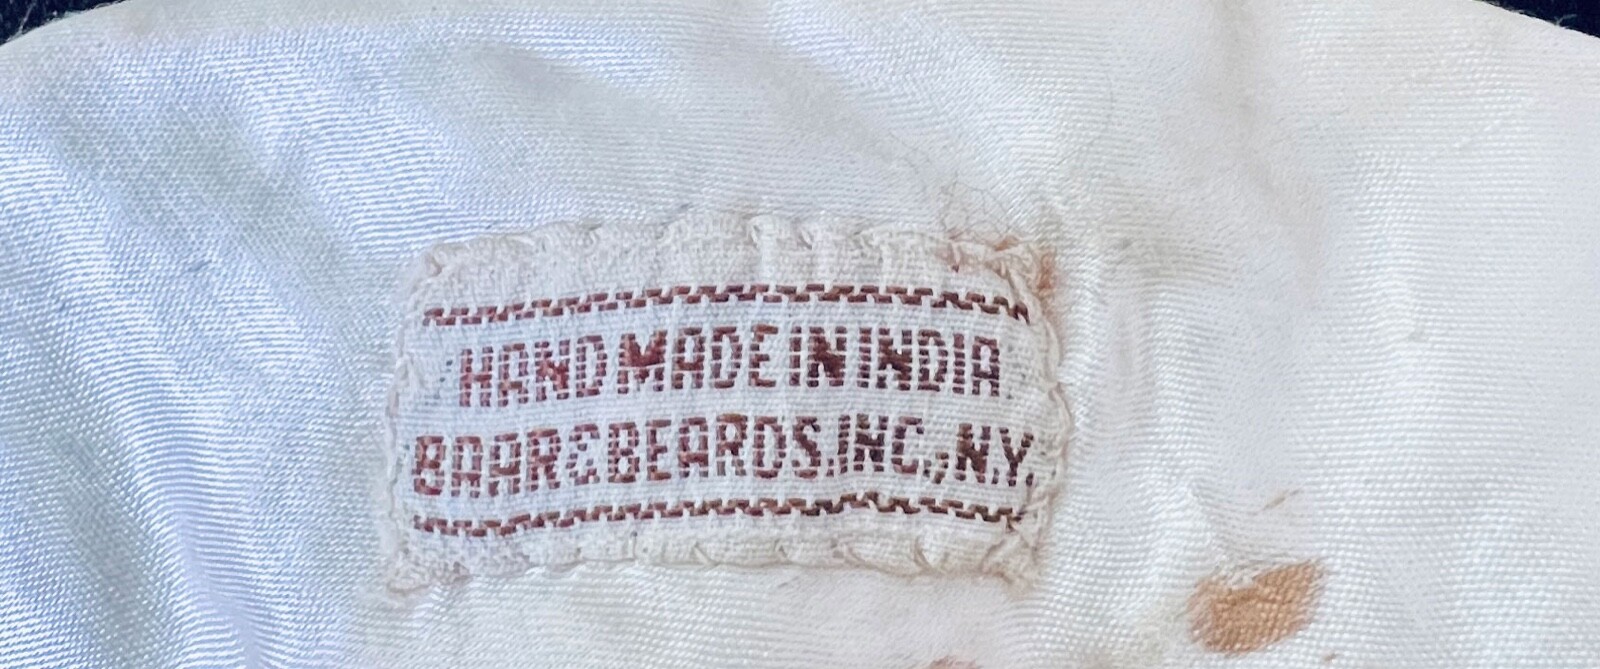 HAND MADE IN INDIA
BAAR & BEARDS, INC., N.Y.